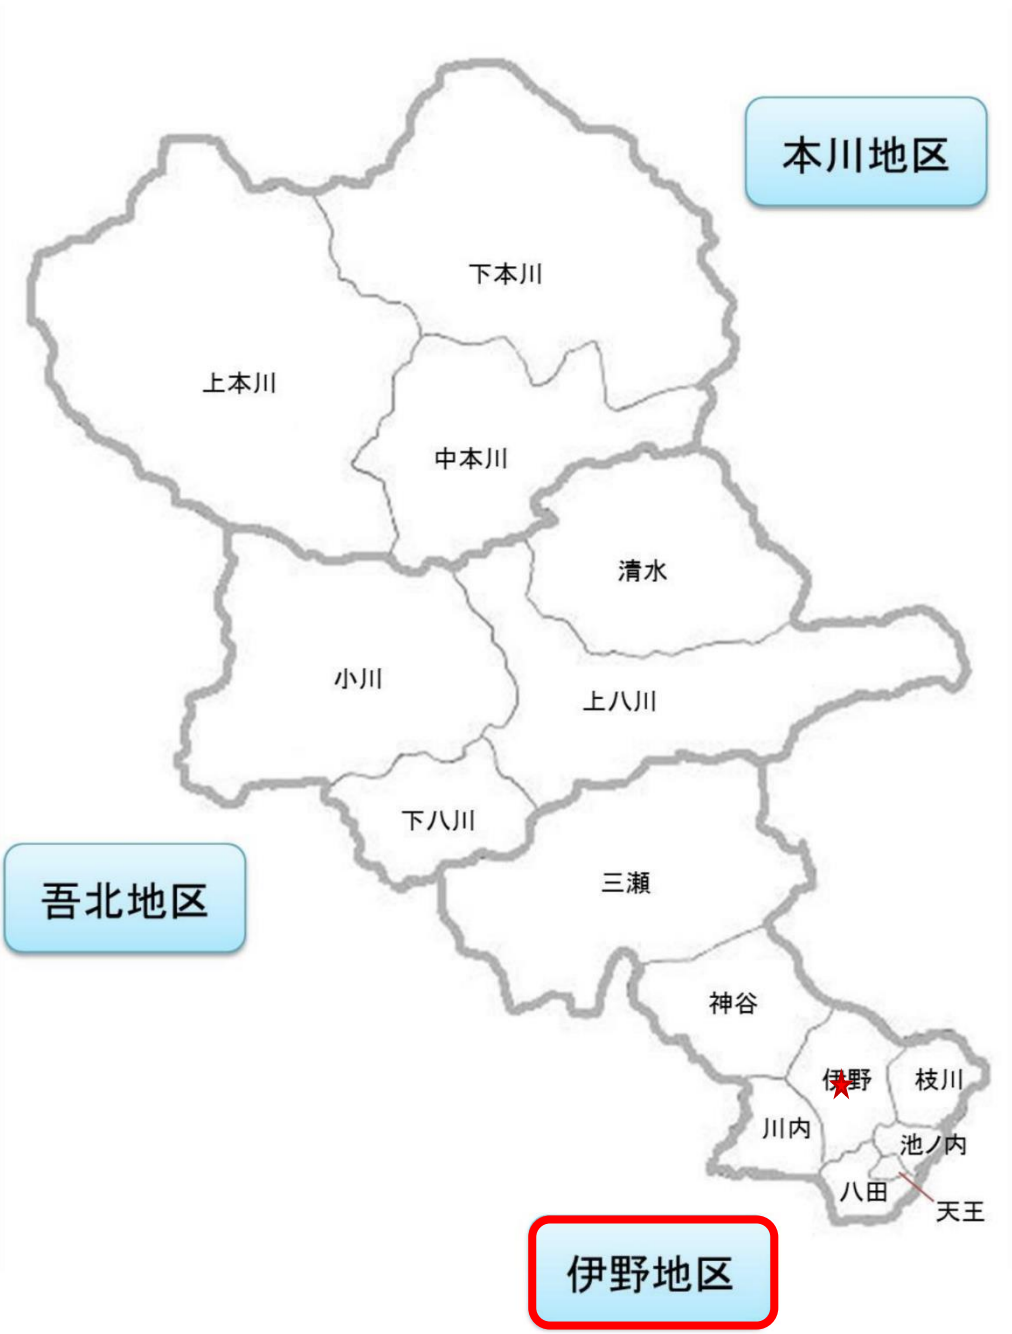 本川地区
下本川
上本川
中本川
清水
小川
上八川
下八川
吾北地区
三瀬
神谷
伊野
枝川
川内
池ノ内
八田
天王
伊野地区